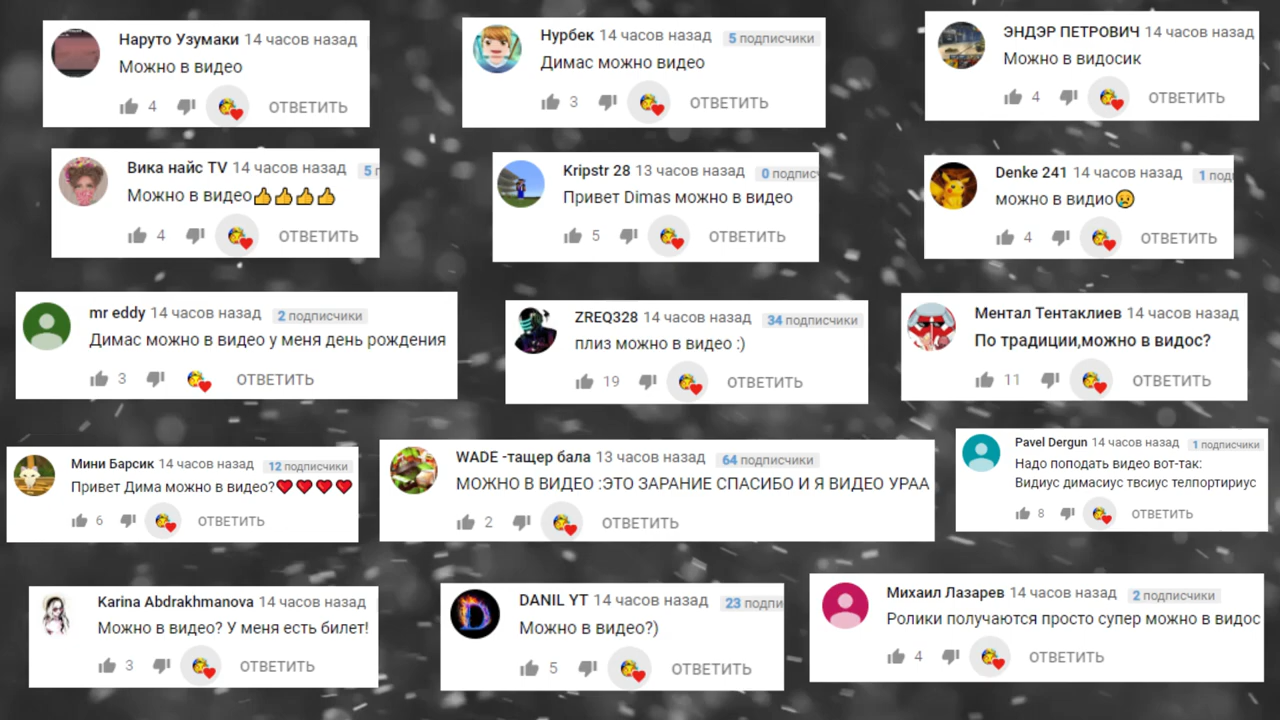 Наруто Узумаки 14 часов назад
Можно в видео
4 ОТВЕТИТЬ
Нурбек 14 часов назад 5 подписчики
Димас можно видео
3 ОТВЕТИТЬ
ЭНДЭР ПЕТРОВИЧ 14 часов назад
Можно в видосик
4 ОТВЕТИТЬ
Вика найс TV 14 часов назад 5
Можно в видео👍👍👍👍
4 ОТВЕТИТЬ
Kripstr 28 13 часов назад 0 подпис
Привет Dimas можно в видео
5 ОТВЕТИТЬ
Denke 241 14 часов назад 1 под
можно в видио😢
4 ОТВЕТИТЬ
mr eddy 14 часов назад 2 подписчики
Димас можно в видео у меня день рождения
3 ОТВЕТИТЬ
ZREQ328 14 часов назад 34 подписчики
плиз можно в видео :)
19 ОТВЕТИТЬ
Ментал Тентаклиев 14 часов назад
По традиции,можно в видос?
11 ОТВЕТИТЬ
Мини Барсик 14 часов назад 12 подписчики
Привет Дима можно в видео?❤❤❤❤
6 ОТВЕТИТЬ
WADE -тащер бала 13 часов назад 64 подписчики
МОЖНО В ВИДЕО :ЭТО ЗАРАНИЕ СПАСИБО И Я ВИДЕО УРАА
2 ОТВЕТИТЬ
Pavel Dergun 14 часов назад 1 подписчики
Надо поподать видео вот-так:
Видиус димасиус твсиус телпортириус
8 ОТВЕТИТЬ
Karina Abdrakhmanova 14 часов назад
Можно в видео? У меня есть билет!
3 ОТВЕТИТЬ
DANIL YT 14 часов назад 23 подпи
Можно в видео?)
5 ОТВЕТИТЬ
Михаил Лазарев 14 часов назад 2 подписчики
Ролики получаются просто супер можно в видос
4 ОТВЕТИТЬ